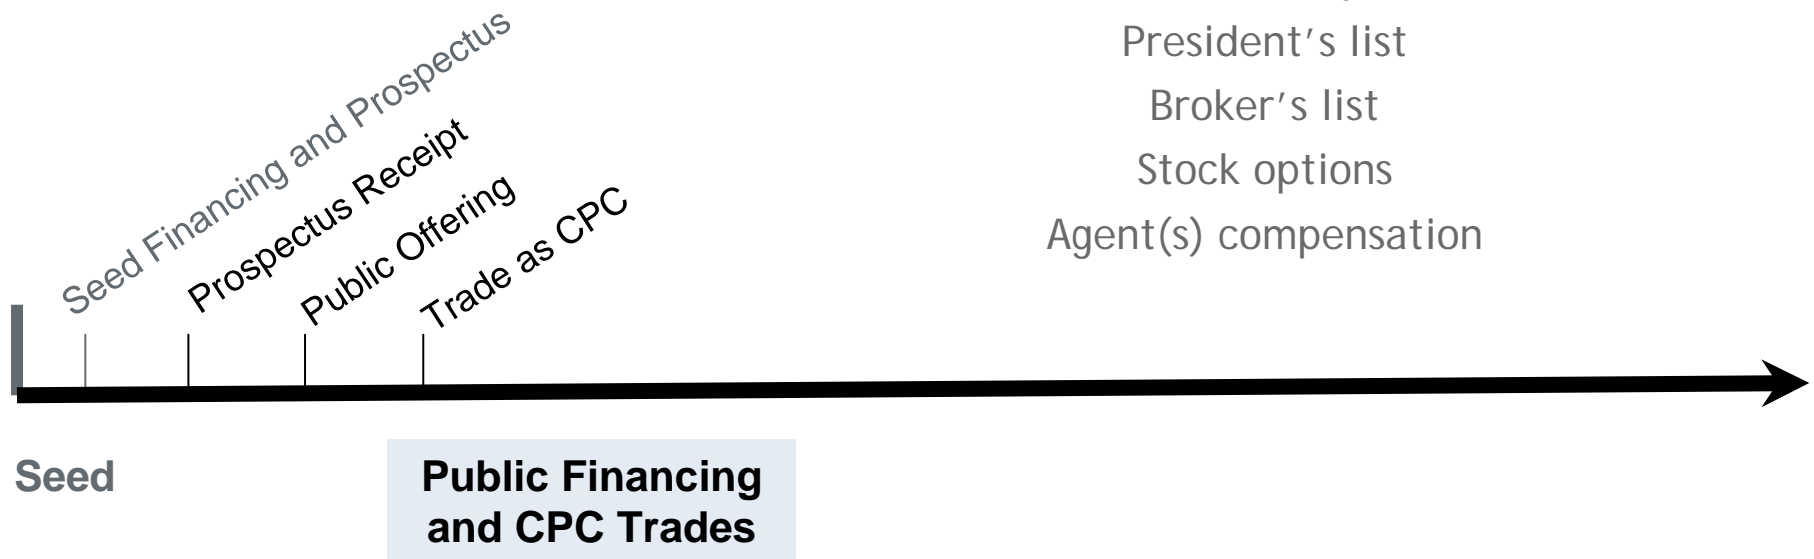 President's list
Broker's list
Stock options
Agent(s) compensation
Seed Financing and Prospectus
Prospectus Receipt
Public Offering
Trade as CPC
Seed
Public Financing
and CPC Trades